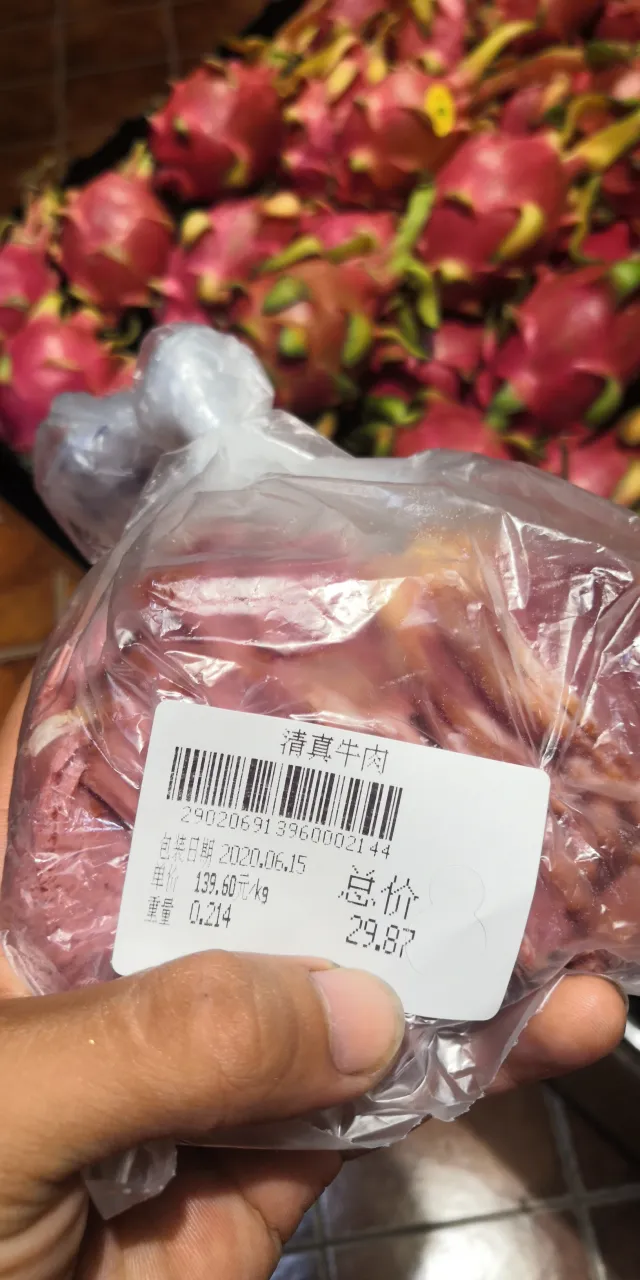 清真牛肉
290206913960002144
包装日期 2020.06.15
单价 139.60元/kg
重量 0.214
总价
29.87